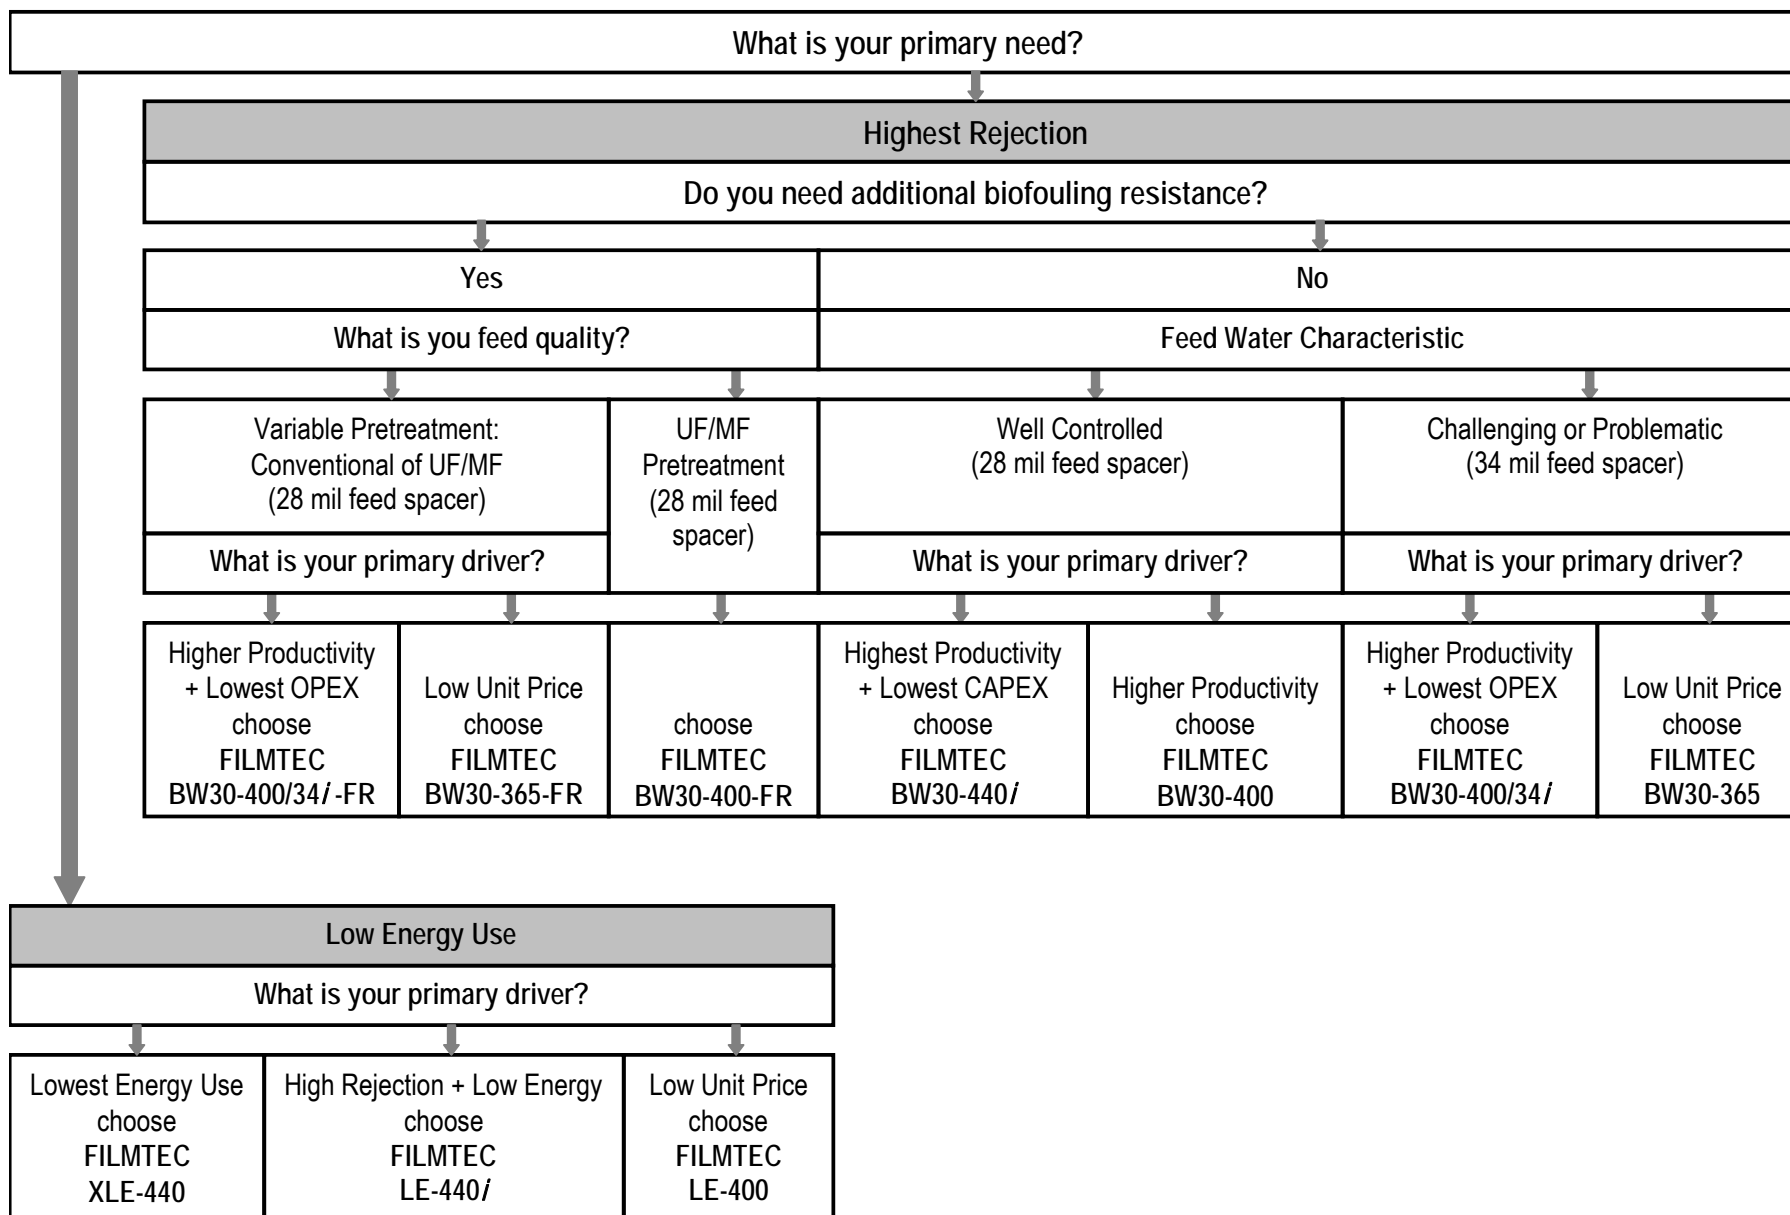 What is your primary need?
Highest Rejection
Do you need additional biofouling resistance?
Yes
No
What is you feed quality?
Feed Water Characteristic
Variable Pretreatment:
Conventional of UF/MF
(28 mil feed spacer)
UF/MF
Pretreatment
(28 mil feed
spacer)
Well Controlled
(28 mil feed spacer)
Challenging or Problematic
(34 mil feed spacer)
What is your primary driver?
What is your primary driver?
What is your primary driver?
Higher Productivity
+ Lowest OPEX
choose
FILMTEC
BW30-400/34i-FR
Low Unit Price
choose
FILMTEC
BW30-365-FR
choose
FILMTEC
BW30-400-FR
Highest Productivity
+ Lowest CAPEX
choose
FILMTEC
BW30-440i
Higher Productivity
choose
FILMTEC
BW30-400
Higher Productivity
+ Lowest OPEX
choose
FILMTEC
BW30-400/34i
Low Unit Price
choose
FILMTEC
BW30-365
Low Energy Use
What is your primary driver?
Lowest Energy Use
choose
FILMTEC
XLE-440
High Rejection + Low Energy
choose
FILMTEC
LE-440i
Low Unit Price
choose
FILMTEC
LE-400